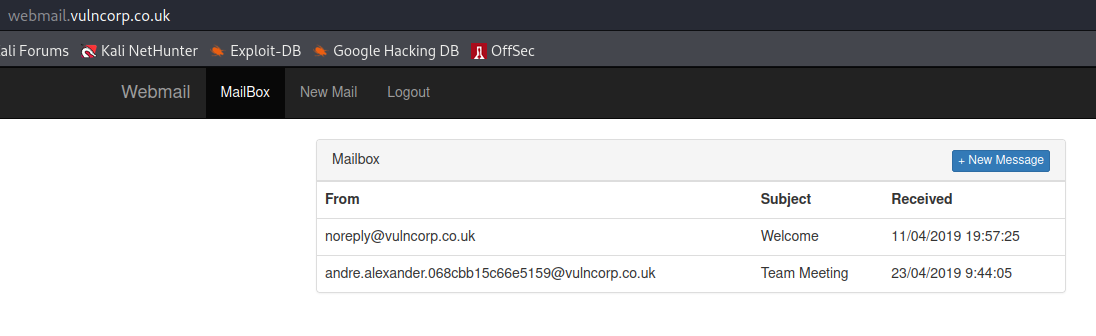 webmail.vulncorp.co.uk
ali Forums Kali NetHunter Exploit-DB Google Hacking DB OffSec
Webmail MailBox New Mail Logout
Mailbox + New Message
From Subject Received
noreply@vulncorp.co.uk Welcome 11/04/2019 19:57:25
andre.alexander.068cbb15c66e5159@vulncorp.co.uk Team Meeting 23/04/2019 9:44:05